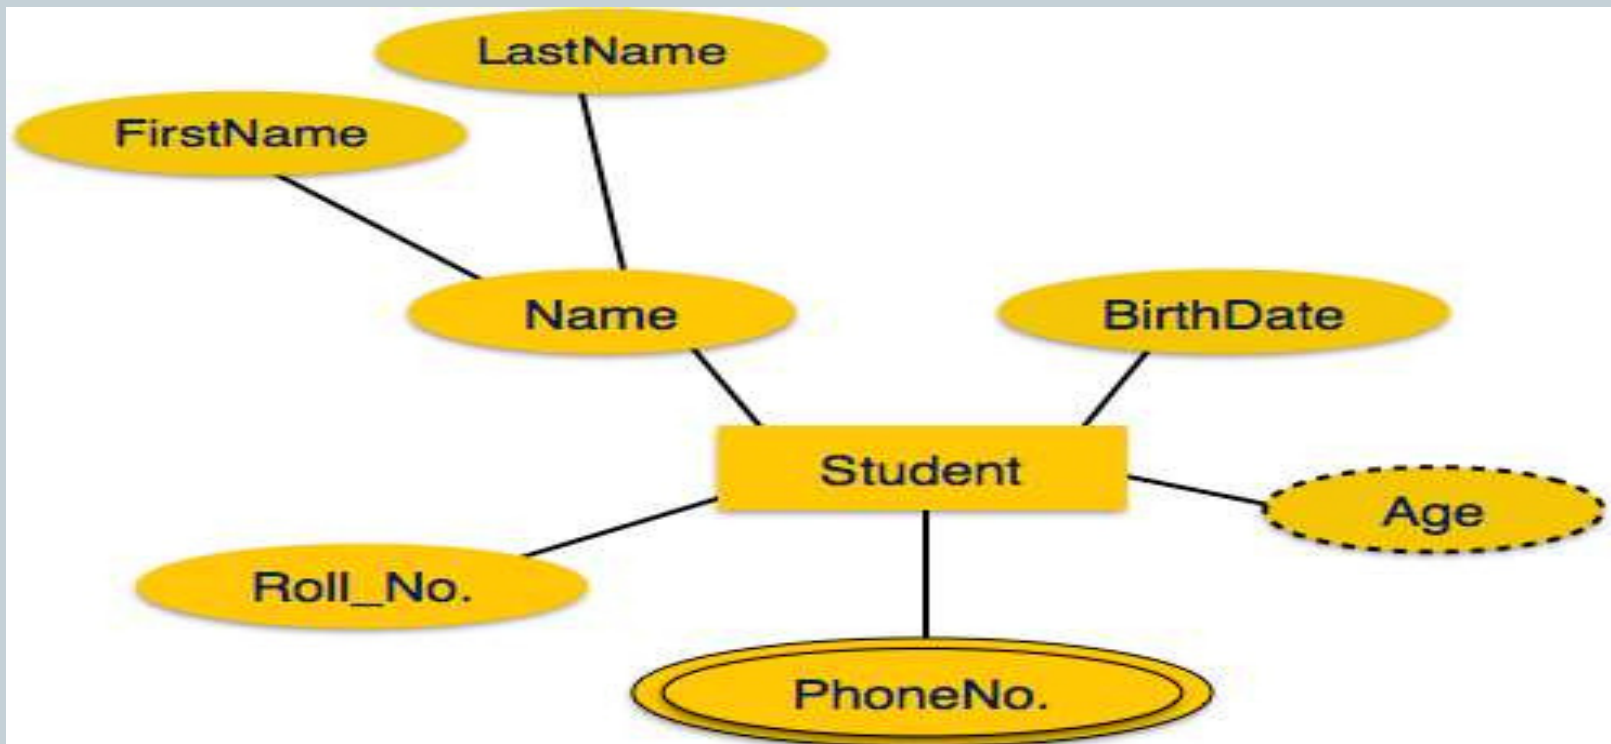 LastName
FirstName
Name
BirthDate
Student
Age
Roll_No.
PhoneNo.